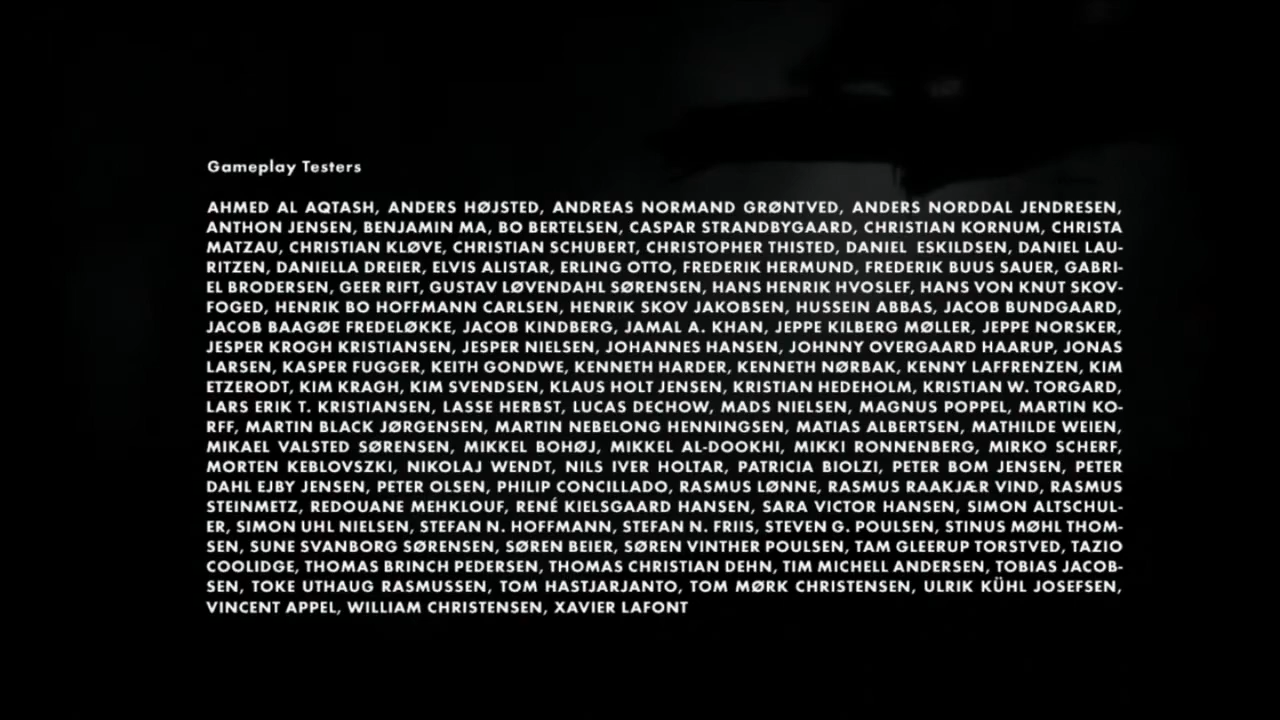 Gameplay Testers
AHMED AL AQTASH, ANDERS HØJSTED, ANDREAS NORMAND GRØNTVED, ANDERS NORDDAL JENDRESEN,
ANTHON JENSEN, BENJAMIN MA, BO BERTELSEN, CASPAR STRANDBYGAARD, CHRISTIAN KORNUM, CHRISTA
MATZAU, CHRISTIAN KLØVE, CHRISTIAN SCHUBERT, CHRISTOPHER THISTED, DANIEL ESKILDSEN, DANIEL LAU-
RITZEN, DANIELLA DREIER, ELVIS ALISTAR, ERLING OTTO, FREDERIK HERMUND, FREDERIK BUUS SAUER, GABRI-
EL BRODERSEN, GEER RIFT, GUSTAV LØVENDAHL SØRENSEN, HANS HENRIK HVOSLEF, HANS VON KNUT SKOV-
FOGED, HENRIK BO HOFFMANN CARLSEN, HENRIK SKOV JAKOBSEN, HUSSEIN ABBAS, JACOB BUNDGAARD,
JACOB BAAGØE FREDELØKKE, JACOB KINDBERG, JAMAL A. KHAN, JEPPE KILBERG MØLLER, JEPPE NORSKER,
JESPER KROGH KRISTIANSEN, JESPER NIELSEN, JOHANNES HANSEN, JOHNNY OVERGAARD HAARUP, JONAS
LARSEN, KASPER FUGGER, KEITH GONDWE, KENNETH HARDER, KENNETH NØRBAK, KENNY LAFFRENZEN, KIM
ETZERODT, KIM KRAGH, KIM SVENDSEN, KLAUS HOLT JENSEN, KRISTIAN HEDEHOLM, KRISTIAN W. TORGARD,
LARS ERIK T. KRISTIANSEN, LASSE HERBST, LUCAS DECHOW, MADS NIELSEN, MAGNUS POPPEL, MARTIN KO-
RFF, MARTIN BLACK JØRGENSEN, MARTIN NEBELONG HENNINGSEN, MATIAS ALBERTSEN, MATHILDE WEIEN,
MIKAEL VALSTED SØRENSEN, MIKKEL BOHØJ, MIKKEL AL-DOOKHI, MIKKI RONNENBERG, MIRKO SCHERF,
MORTEN KEBLOVSZKI, NIKOLAJ WENDT, NILS IVER HOLTAR, PATRICIA BIOLZI, PETER BOM JENSEN, PETER
DAHL EJBY JENSEN, PETER OLSEN, PHILIP CONCILLADO, RASMUS LØNNE, RASMUS RAAKJÆR VIND, RASMUS
STEINMETZ, REDOUANE MEHKLOUF, RENÉ KIELSGAARD HANSEN, SARA VICTOR HANSEN, SIMON ALTSCHUL-
ER, SIMON UHL NIELSEN, STEFAN N. HOFFMANN, STEFAN N. FRIIS, STEVEN G. POULSEN, STINUS MØHL THOM-
SEN, SUNE SVANBORG SØRENSEN, SØREN BEIER, SØREN VINTHER POULSEN, TAM GLEERUP TORSTVED, TAZIO
COOLIDGE, THOMAS BRINCH PEDERSEN, THOMAS CHRISTIAN DEHN, TIM MICHELL ANDERSEN, TOBIAS JACOB-
SEN, TOKE UTHAUG RASMUSSEN, TOM HASTJARJANTO, TOM MØRK CHRISTENSEN, ULRIK KÜHL JOSEFSEN,
VINCENT APPEL, WILLIAM CHRISTENSEN, XAVIER LAFONT